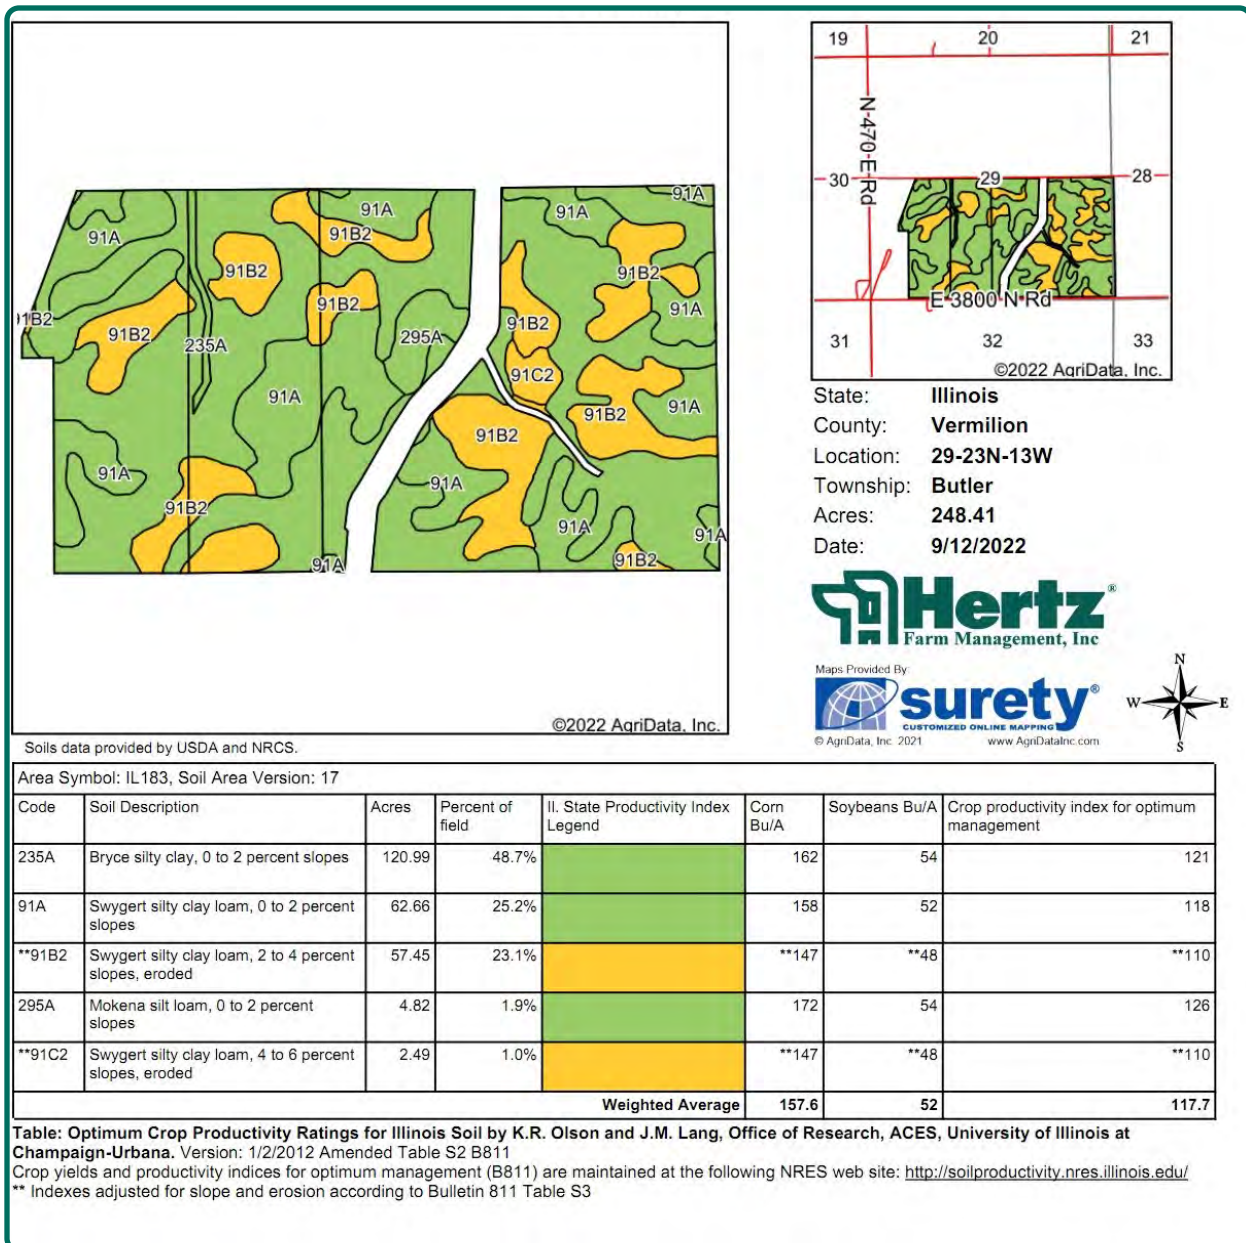 91A
91A
91A
91A
91B2
91B2
91B2
91A
91B2
91B2
91B2
91B2
235A
295A
91C2
91A
91B2
91A
91B2
91A
91A
91B2
91A
91A
91A
91B2
©2022 AgriData, Inc.
19
20
21
N 470 E Rd
30
29
28
E 3800 N Rd
31
32
33
©2022 AgriData, Inc.
State: Illinois
County: Vermilion
Location: 29-23N-13W
Township: Butler
Acres: 248.41
Date: 9/12/2022
Hertz®
Farm Management, Inc
Maps Provided By:
surety®
CUSTOMIZED ONLINE MAPPING
© AgriData, Inc. 2021 www.AgriDataInc.com
N
W E
S
Soils data provided by USDA and NRCS.
Area Symbol: IL183, Soil Area Version: 17
Code Soil Description Acres Percent of field II. State Productivity Index Legend Corn Bu/A Soybeans Bu/A Crop productivity index for optimum management
235A Bryce silty clay, 0 to 2 percent slopes 120.99 48.7% 162 54 121
91A Swygert silty clay loam, 0 to 2 percent slopes 62.66 25.2% 158 52 118
**91B2 Swygert silty clay loam, 2 to 4 percent slopes, eroded 57.45 23.1% **147 **48 **110
295A Mokena silt loam, 0 to 2 percent slopes 4.82 1.9% 172 54 126
**91C2 Swygert silty clay loam, 4 to 6 percent slopes, eroded 2.49 1.0% **147 **48 **110
Weighted Average 157.6 52 117.7
Table: Optimum Crop Productivity Ratings for Illinois Soil by K.R. Olson and J.M. Lang, Office of Research, ACES, University of Illinois at
Champaign-Urbana. Version: 1/2/2012 Amended Table S2 B811
Crop yields and productivity indices for optimum management (B811) are maintained at the following NRES web site: http://soilproductivity.nres.illinois.edu/
** Indexes adjusted for slope and erosion according to Bulletin 811 Table S3